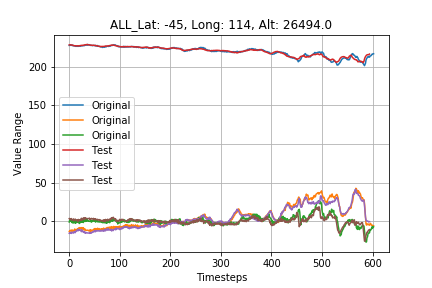 ALL_Lat: -45, Long: 114, Alt: 26494.0
200
150
100
50
0
Value Range
Original
Original
Original
Test
Test
Test
0 100 200 300 400 500 600
Timesteps